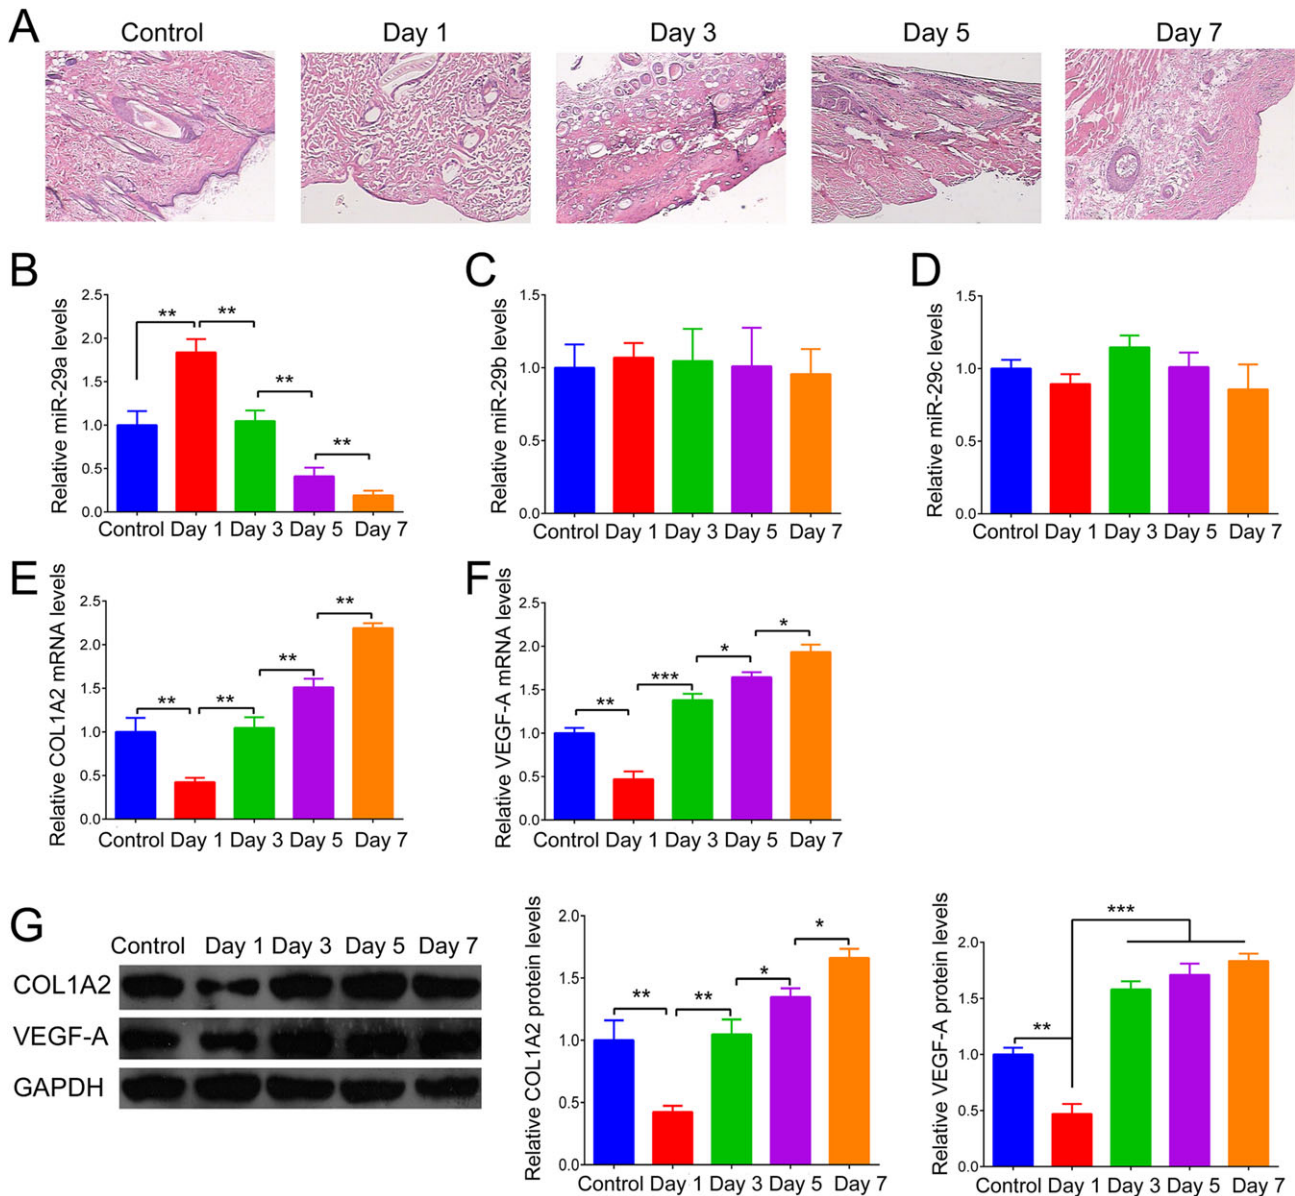 A
Control Day 1 Day 3 Day 5 Day 7
B
Relative miR-29a levels
2.5
2.0
1.5
1.0
0.5
0.0
** ** ** **
Control Day 1 Day 3 Day 5 Day 7
C
Relative miR-29b levels
1.5
1.0
0.5
0.0
Control Day 1 Day 3 Day 5 Day 7
D
Relative miR-29c levels
1.5
1.0
0.5
0.0
Control Day 1 Day 3 Day 5 Day 7
E
Relative COL1A2 mRNA levels
2.5
2.0
1.5
1.0
0.5
0.0
** ** ** **
Control Day 1 Day 3 Day 5 Day 7
F
Relative VEGF-A mRNA levels
2.5
2.0
1.5
1.0
0.5
0.0
** *** * *
Control Day 1 Day 3 Day 5 Day 7
G
Control Day 1 Day 3 Day 5 Day 7
COL1A2
VEGF-A
GAPDH
Relative COL1A2 protein levels
2.0
1.5
1.0
0.5
0.0
** ** * *
Control Day 1 Day 3 Day 5 Day 7
Relative VEGF-A protein levels
2.0
1.5
1.0
0.5
0.0
** ***
Control Day 1 Day 3 Day 5 Day 7